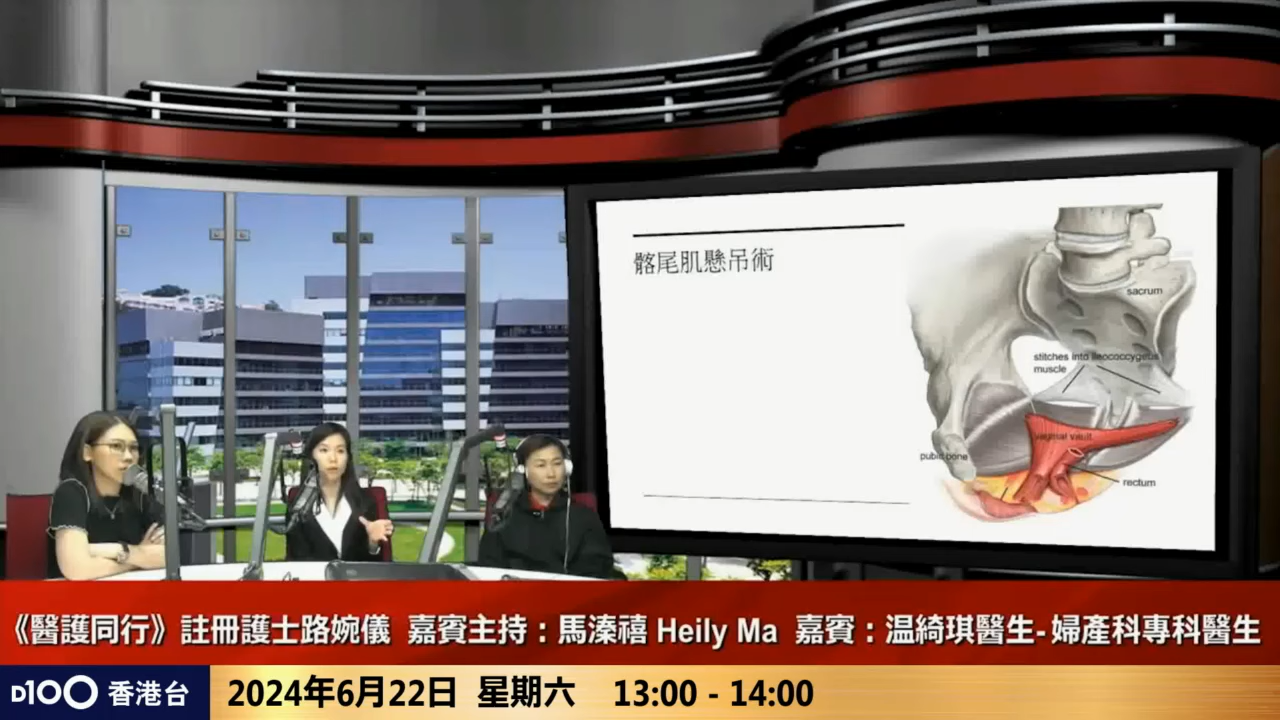 髂尾肌懸吊術
sacrum
stitches into ileococcygeus
muscle
vaginal vault
pubic bone
rectum
《醫護同行》註冊護士路婉儀 嘉賓主持：馬溱禧 Heily Ma 嘉賓：温綺琪醫生- 婦產科專科醫生
D100 香港台 2024年6月22日 星期六 13:00 - 14:00